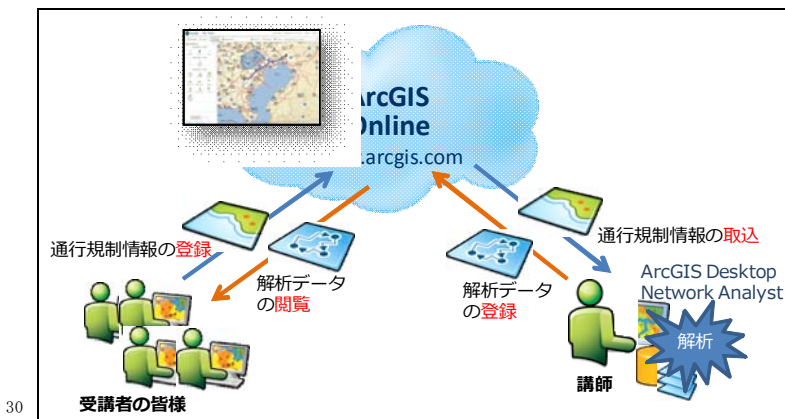 rcGIS
nline
.arcgis.com
通行規制情報の登録
解析データ
の閲覧
解析データ
の登録
通行規制情報の取込
ArcGIS Desktop
Network Analyst
解析
講師
受講者の皆様
30